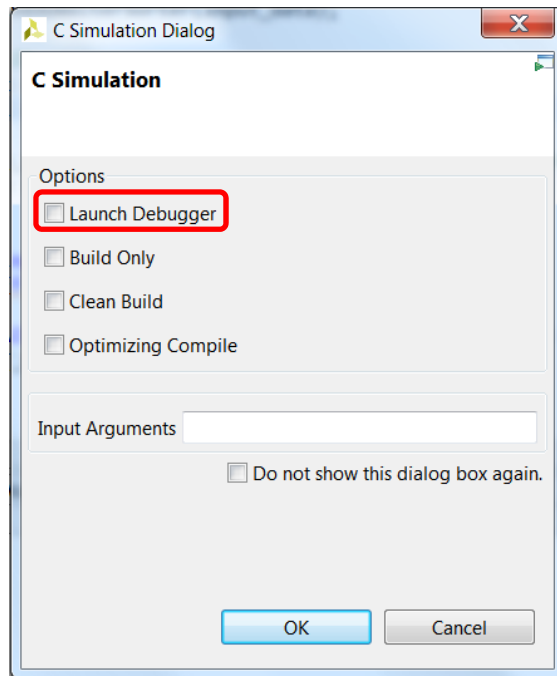 C Simulation Dialog
C Simulation
Options
Launch Debugger
Build Only
Clean Build
Optimizing Compile
Input Arguments
Do not show this dialog box again.
OK
Cancel